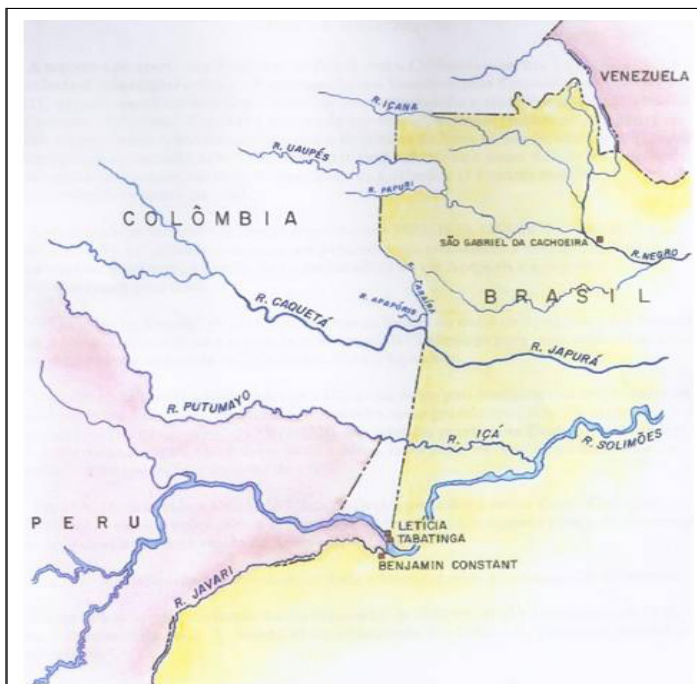 VENEZUELA
R. IÇANA
R. UAUPÉS
R. PAPURI
COLÔMBIA
SÃO GABRIEL DA CACHOEIRA
R. NEGRO
R. TARAÍRA
BRASIL
R. APAPÓRIS
R. CAQUETÁ
R. JAPURÁ
R. PUTUMAYO
R. IÇÁ
R. SOLIMÕES
PERU
LETÍCIA
TABATINGA
BENJAMIN CONSTANT
R. JAVARI